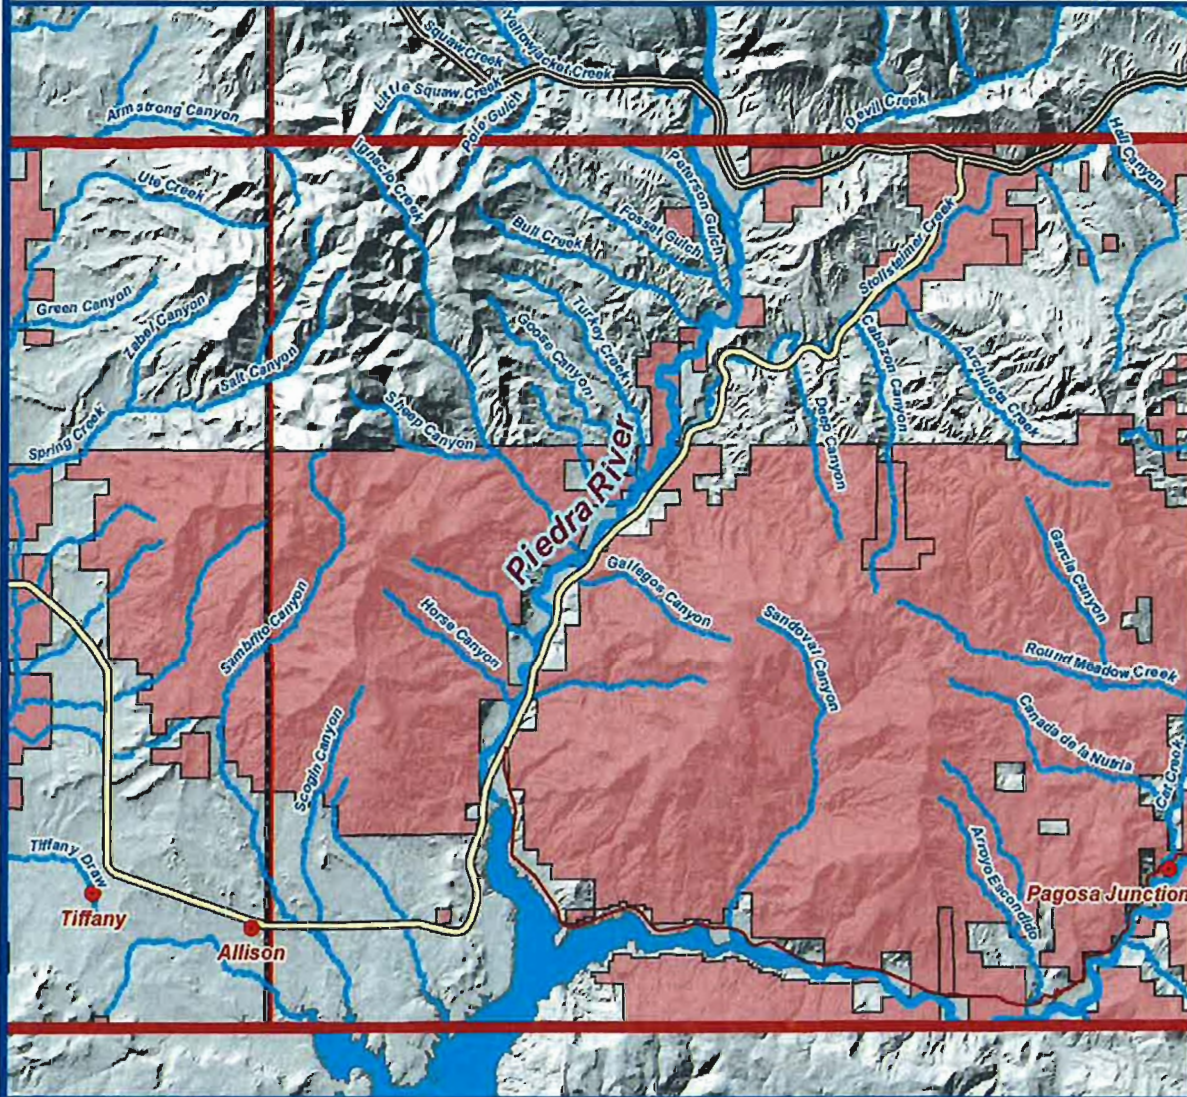 Squaw Creek
Yellowjacket Creek
Little Squaw Creek
Armstrong Canyon
Devil Creek
Pole Gulch
Hall Canyon
Ignacio Creek
Peterson Gulch
Ute Creek
Fosset Gulch
Bull Creek
Stollsteimer Creek
Green Canyon
Zabel Canyon
Turkey Creek
Goose Canyon
Cabezon Canyon
Archuleta Creek
Salt Canyon
Spring Creek
Sheep Canyon
Deep Canyon
Piedra River
Garcia Canyon
Gallegos Canyon
Sambrito Canyon
Horse Canyon
Sandoval Canyon
Round Meadow Creek
Canada de la Nutria
Scogin Canyon
Cat Creek
Tiffany Draw
Arroyo Escondido
Tiffany
Pagosa Junction
Allison